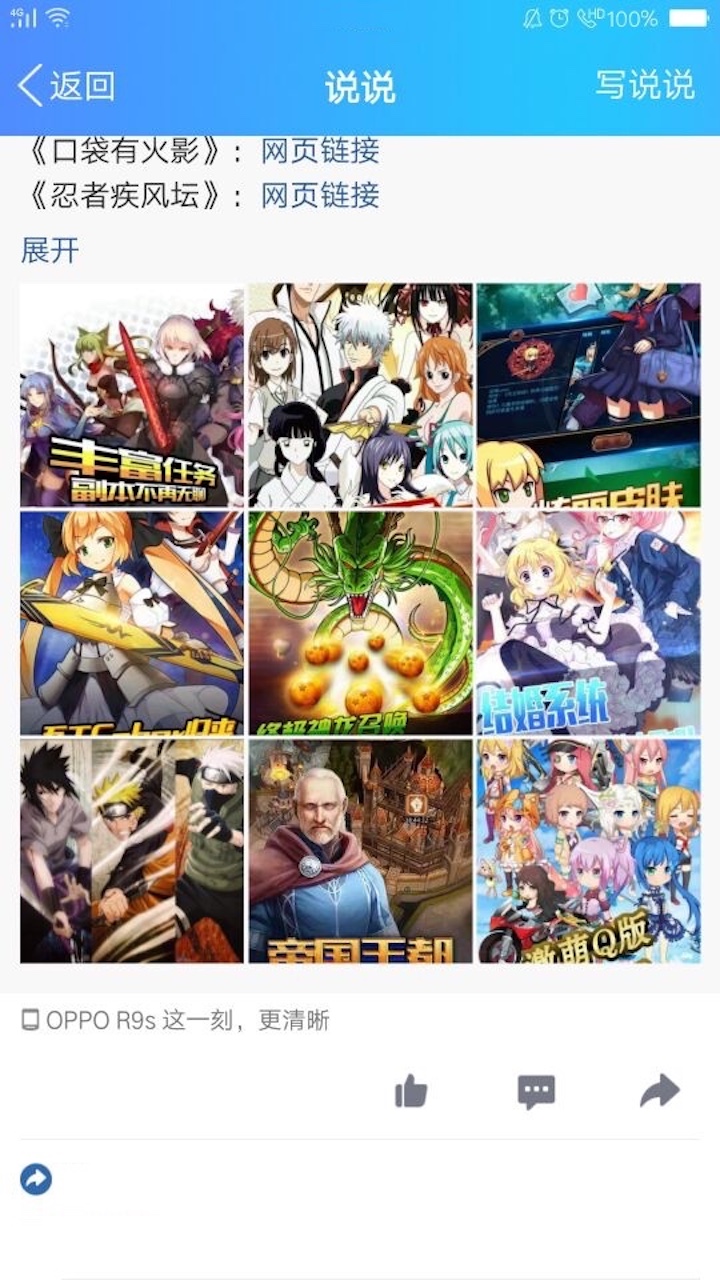 4G HD 100%
返回 说说 写说说
《口袋有火影》：网页链接
《忍者疾风坛》：网页链接
展开
丰富任务
副本不再无聊
终极神龙召唤
结婚系统
帝国王都
激萌Q版
OPPO R9s 这一刻，更清晰